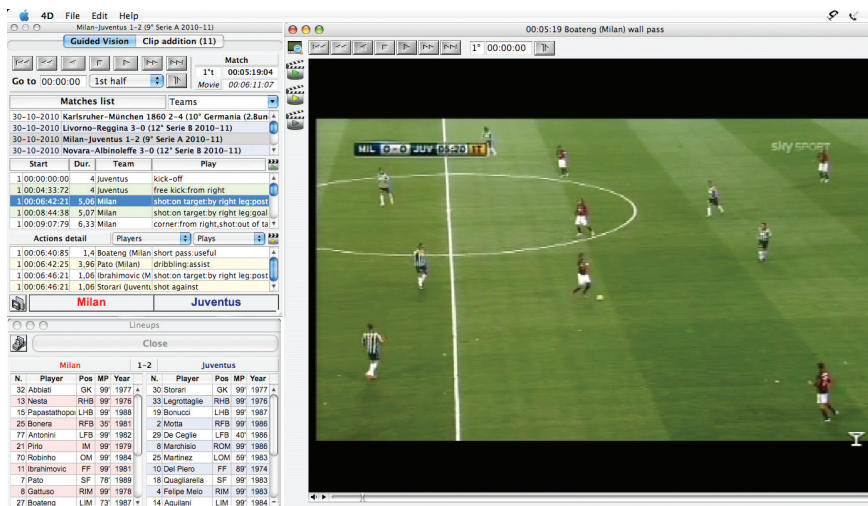 4D File Edit Help
Milan-Juventus 1-2 (9° Serie A 2010-11)
Guided Vision Clip addition (11)
Match
1°t 00:05:19:04
Go to 00:00:00 1st half Movie 00:06:11:07
Matches list Teams
30-10-2010 Karlsruher-München 1860 2-4 (10° Germania (2.Bun
30-10-2010 Livorno-Reggina 3-0 (12° Serie B 2010-11)
30-10-2010 Milan-Juventus 1-2 (9° Serie A 2010-11)
30-10-2010 Novara-Albinoleffe 3-0 (12° Serie B 2010-11)
Start Dur. Team Play
1 00:00:00:00 4 Juventus kick-off
1 00:04:33:72 4 Juventus free kick:from right
1 00:06:42:21 5,06 Milan shot:on target:by right leg:post
1 00:08:44:38 5,07 Milan shot:on target:by right leg:goal
1 00:09:07:79 6,33 Milan corner:from right,shot:out of ta
Actions detail Players Plays
1 00:06:40:85 1,4 Boateng (Milan short pass:useful
1 00:06:42:25 3,96 Pato (Milan) dribbling:assist
1 00:06:46:21 1,06 Ibrahimovic (M shot:on target:by right leg:post
1 00:06:46:21 1,06 Storari (Juventu shot against
Milan Juventus
Lineups
Close
Milan 1-2 Juventus
N. Player Pos MP Year N. Player Pos MP Year
32 Abbiati GK 99' 1977 30 Storari GK 99' 1977
13 Nesta RHB 99' 1976 33 Legrottaglie RHB 99' 1976
15 Papastathopou LHB 99' 1988 19 Bonucci LHB 99' 1987
25 Bonera RFB 35' 1981 2 Motta RFB 99' 1986
77 Antonini LFB 99' 1982 29 De Ceglie LFB 40' 1986
21 Pirlo IM 99' 1979 8 Marchisio ROM 99' 1986
70 Robinho OM 99' 1984 25 Martinez LOM 59' 1983
11 Ibrahimovic FF 99' 1981 10 Del Piero FF 89' 1974
7 Pato SF 78' 1989 18 Quagliarella SF 99' 1983
8 Gattuso RIM 99' 1978 4 Felipe Melo RIM 99' 1983
27 Boateng LIM 73' 1987 14 Aquilani LIM 99' 1984
00:05:19 Boateng (Milan) wall pass
1° 00:00:00
MIL 0-0 JUV 05:20 1T
sky SPORT